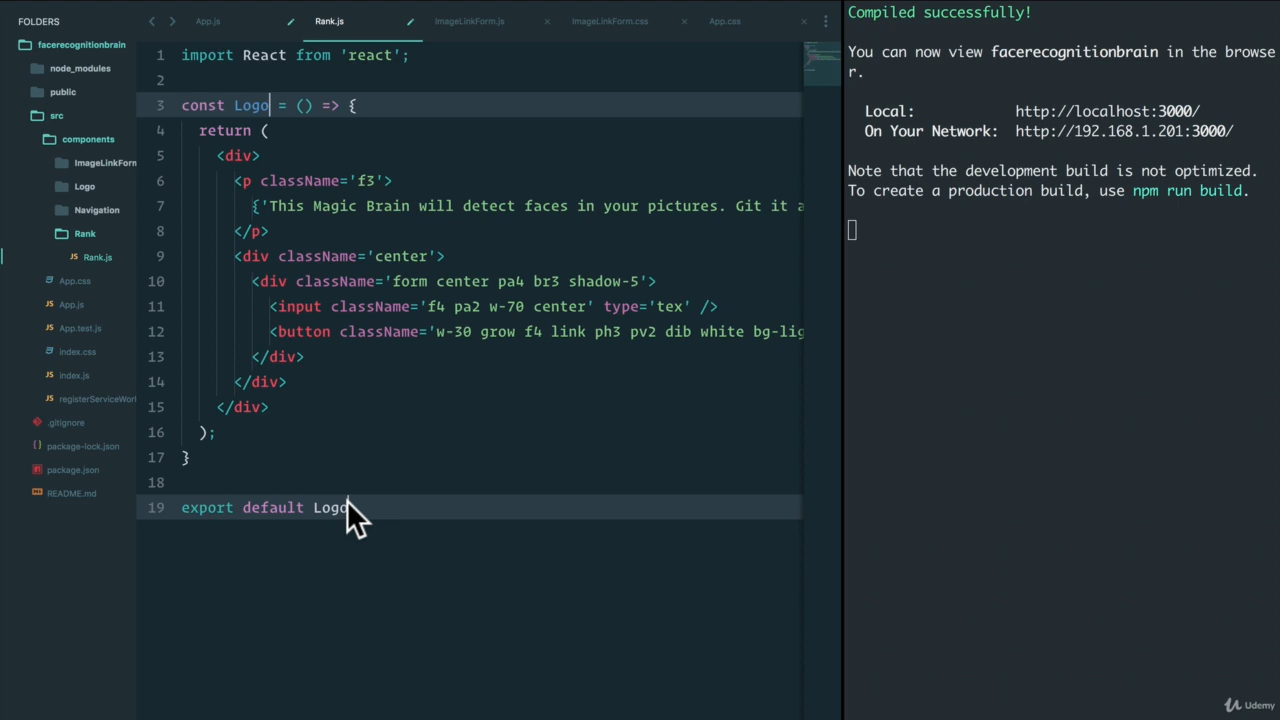 FOLDERS
facerecognitionbrain
node_modules
public
src
components
ImageLinkForm
Logo
Navigation
Rank
JS Rank.js
App.css
JS App.js
JS App.test.js
index.css
JS index.js
JS registerServiceWor
.gitignore
package-lock.json
package.json
README.md
App.js
Rank.js
ImageLinkForm.js ×
ImageLinkForm.css ×
App.css ×
1 import React from 'react';
2
3 const Logo = () => {
4 return (
5 <div>
6 <p className='f3'>
7 {'This Magic Brain will detect faces in your pictures. Git it a
8 </p>
9 <div className='center'>
10 <div className='form center pa4 br3 shadow-5'>
11 <input className='f4 pa2 w-70 center' type='tex' />
12 <button className='w-30 grow f4 link ph3 pv2 dib white bg-lig
13 </div>
14 </div>
15 </div>
16 );
17 }
18
19 export default Logo
Compiled successfully!
You can now view facerecognitionbrain in the browse
r.
Local: http://localhost:3000/
On Your Network: http://192.168.1.201:3000/
Note that the development build is not optimized.
To create a production build, use npm run build.
Udemy